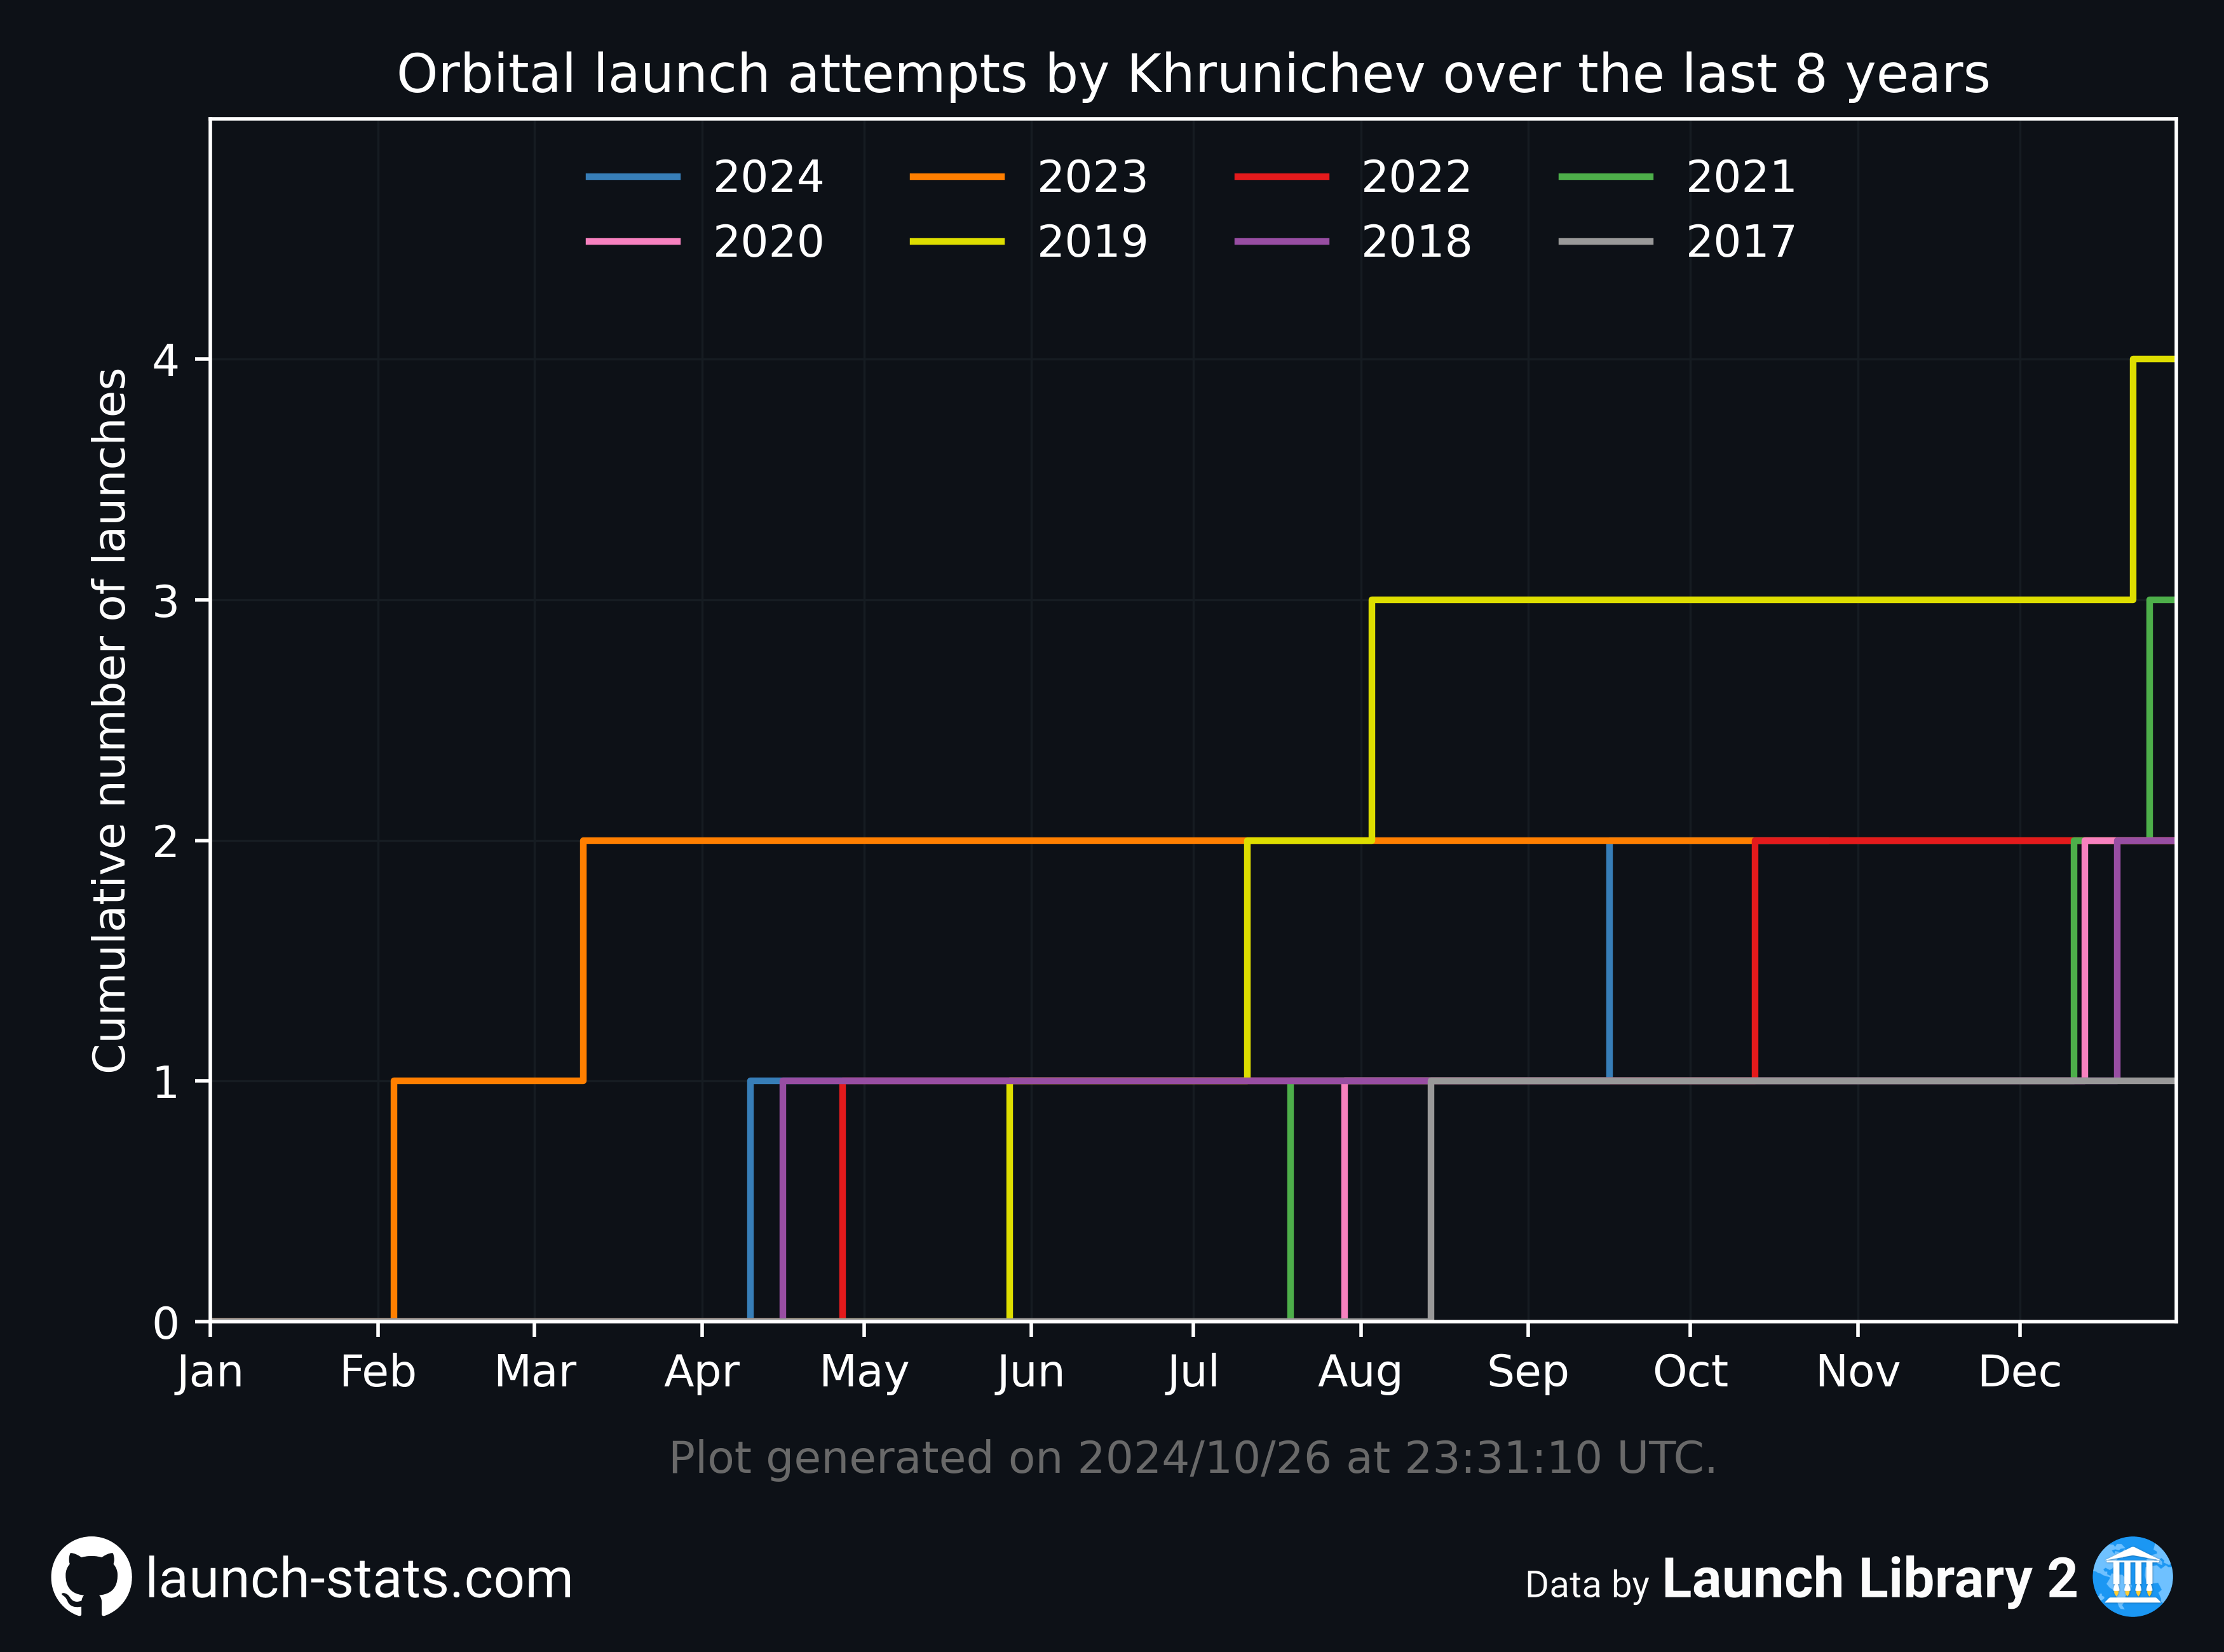 Orbital launch attempts by Khrunichev over the last 8 years
2024 2023 2022 2021
2020 2019 2018 2017
Cumulative number of launches
4
3
2
1
0
Jan Feb Mar Apr May Jun Jul Aug Sep Oct Nov Dec
Plot generated on 2024/10/26 at 23:31:10 UTC.
launch-stats.com
Data by Launch Library 2